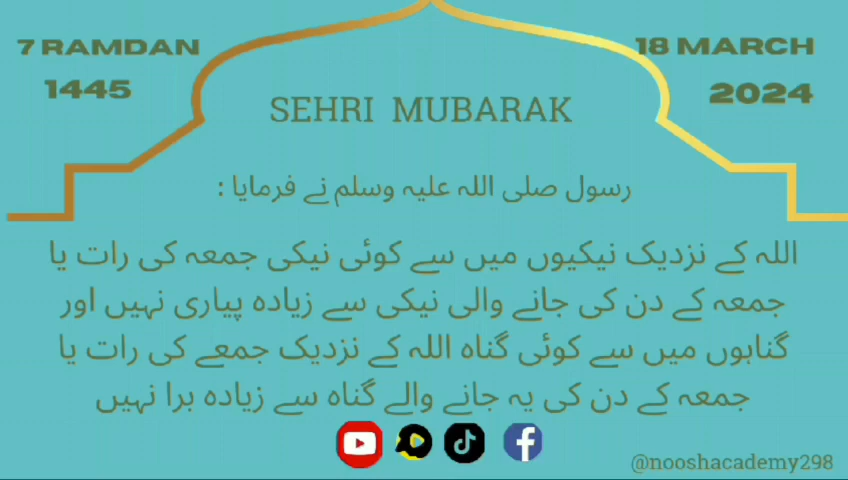 7 RAMDAN
1445
18 MARCH
2024
SEHRI MUBARAK
رسول صلی اللہ علیہ وسلم نے فرمایا :
اللہ کے نزدیک نیکیوں میں سے کوئی نیکی جمعہ کی رات یا
جمعہ کے دن کی جانے والی نیکی سے زیادہ پیاری نہیں اور
گناہوں میں سے کوئی گناہ اللہ کے نزدیک جمعے کی رات یا
جمعہ کے دن کی یہ جانے والے گناہ سے زیادہ برا نہیں
@nooshacademy298